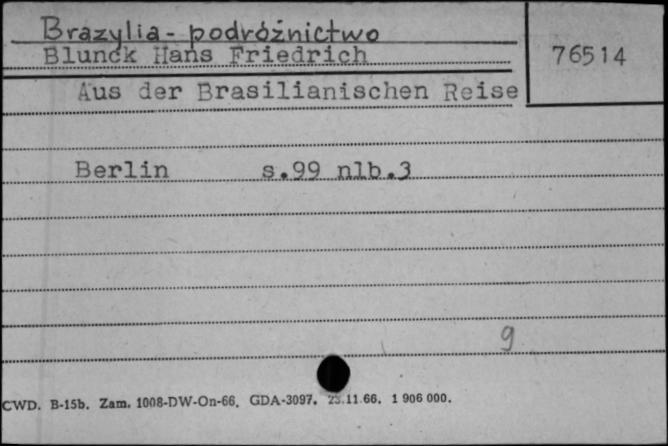 Brazylia - podróżnictwo
Blunck Hans Friedrich
76514
Aus der Brasilianischen Reise
Berlin s.99 nlb.3
9
CWD. B-15b. Zam. 1008-DW-On-66. GDA-3097. 23.11.66. 1 906 000.